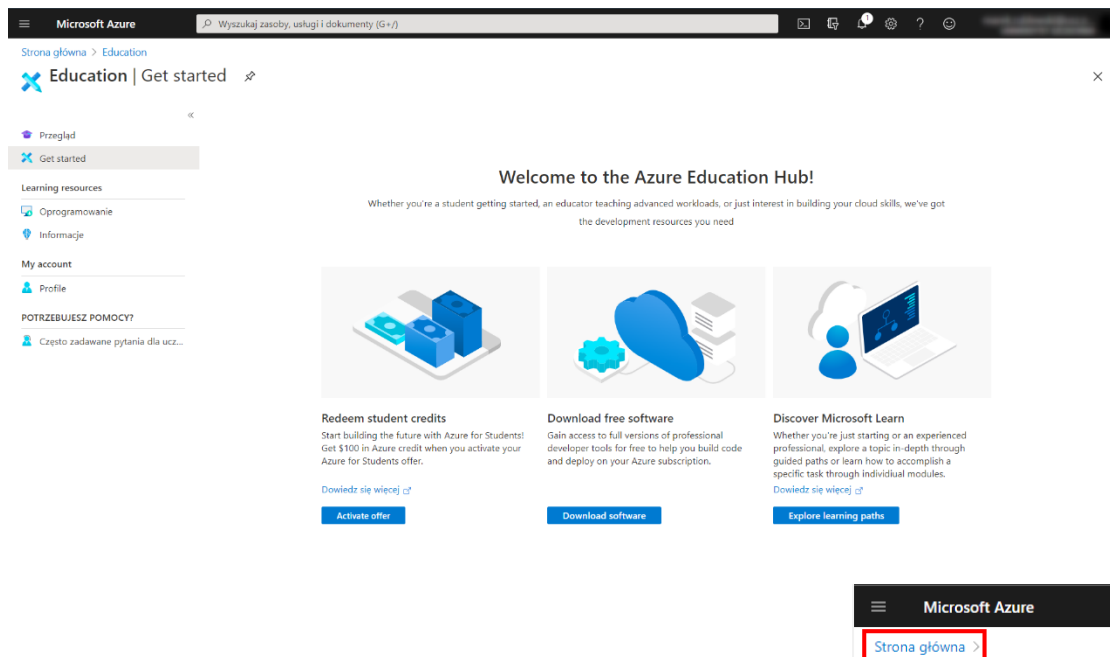 Microsoft Azure
Wyszukaj zasoby, usługi i dokumenty (G+/)
1
Strona główna > Education
Education | Get started
Przegląd
Get started
Learning resources
Oprogramowanie
Informacje
My account
Profile
POTRZEBUJESZ POMOCY?
Często zadawane pytania dla ucz...
Welcome to the Azure Education Hub!
Whether you're a student getting started, an educator teaching advanced workloads, or just interest in building your cloud skills, we've got
the development resources you need
Redeem student credits
Start building the future with Azure for Students!
Get $100 in Azure credit when you activate your
Azure for Students offer.
Dowiedz się więcej
Activate offer
Download free software
Gain access to full versions of professional
developer tools for free to help you build code
and deploy on your Azure subscription.
Download software
Discover Microsoft Learn
Whether you're just starting or an experienced
professional, explore a topic in-depth through
guided paths or learn how to accomplish a
specific task through individiual modules.
Dowiedz się więcej
Explore learning paths
Microsoft Azure
Strona główna >